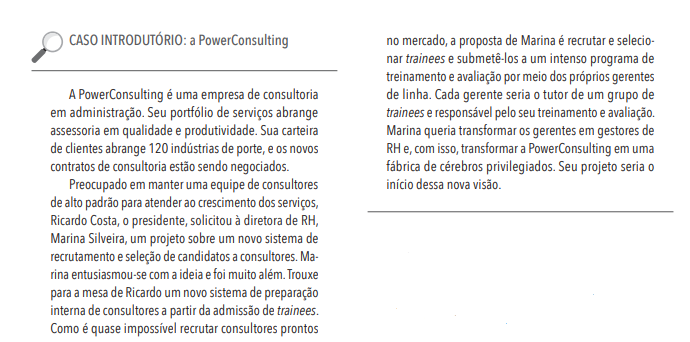 CASO INTRODUTÓRIO: a PowerConsulting
A PowerConsulting é uma empresa de consultoria
em administração. Seu portfólio de serviços abrange
assessoria em qualidade e produtividade. Sua carteira
de clientes abrange 120 indústrias de porte, e os novos
contratos de consultoria estão sendo negociados.
Preocupado em manter uma equipe de consultores
de alto padrão para atender ao crescimento dos serviços,
Ricardo Costa, o presidente, solicitou à diretora de RH,
Marina Silveira, um projeto sobre um novo sistema de
recrutamento e seleção de candidatos a consultores. Ma-
rina entusiasmou-se com a ideia e foi muito além. Trouxe
para a mesa de Ricardo um novo sistema de preparação
interna de consultores a partir da admissão de trainees.
Como é quase impossível recrutar consultores prontos
no mercado, a proposta de Marina é recrutar e selecio-
nar trainees e submetê-los a um intenso programa de
treinamento e avaliação por meio dos próprios gerentes
de linha. Cada gerente seria o tutor de um grupo de
trainees e responsável pelo seu treinamento e avaliação.
Marina queria transformar os gerentes em gestores de
RH e, com isso, transformar a PowerConsulting em uma
fábrica de cérebros privilegiados. Seu projeto seria o
início dessa nova visão.